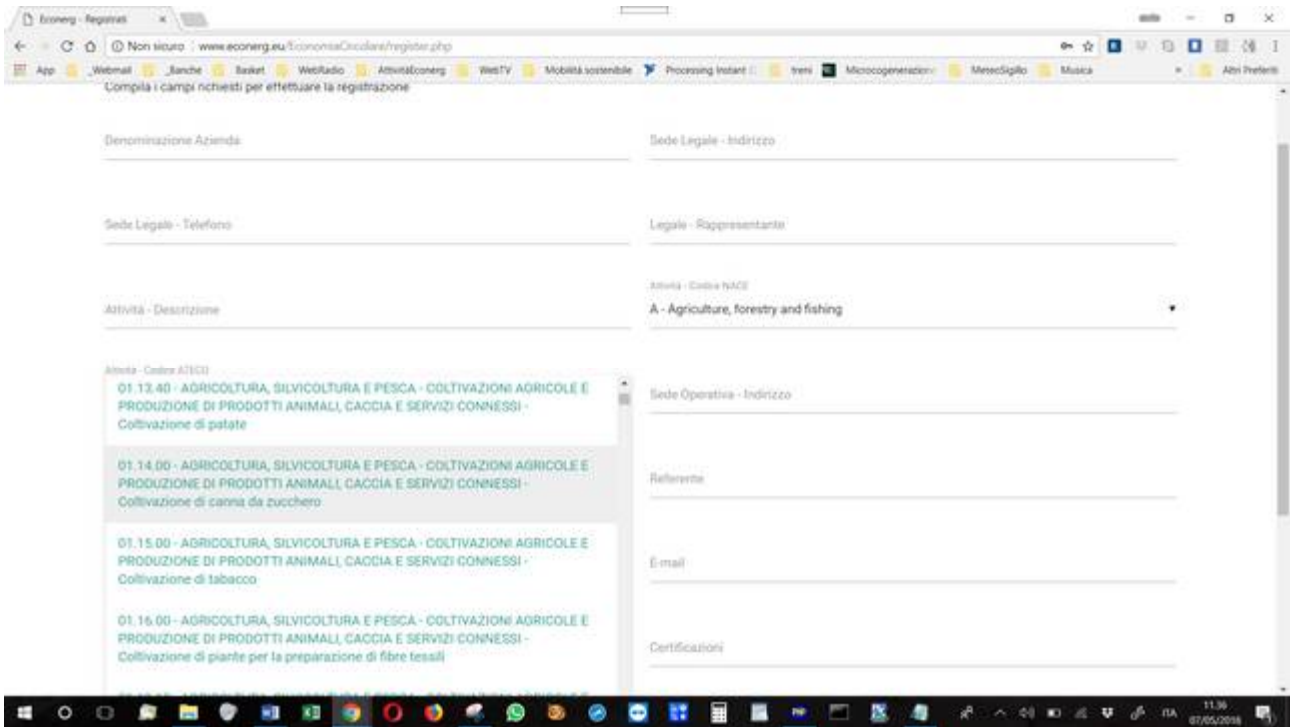 Econerg - Registrati
Non sicuro | www.econerg.eu/EconomiaCircolare/register.php
App _Webmail _Banche Basket WebRadio AttivitàEconerg WebTV Mobilità sostenibile Processing Instant treni Microcogenerazion MeteoSigillo Musica » Altri Preferiti
Compila i campi richiesti per effettuare la registrazione
Denominazione Azienda
Sede Legale - Indirizzo
Sede Legale - Telefono
Legale - Rappresentante
Attività - Descrizione
Attività - Codice NACE
A - Agriculture, forestry and fishing
Attività - Codice ATECO
01.13.40 - AGRICOLTURA, SILVICOLTURA E PESCA - COLTIVAZIONI AGRICOLE E
PRODUZIONE DI PRODOTTI ANIMALI, CACCIA E SERVIZI CONNESSI -
Coltivazione di patate
01.14.00 - AGRICOLTURA, SILVICOLTURA E PESCA - COLTIVAZIONI AGRICOLE E
PRODUZIONE DI PRODOTTI ANIMALI, CACCIA E SERVIZI CONNESSI -
Coltivazione di canna da zucchero
01.15.00 - AGRICOLTURA, SILVICOLTURA E PESCA - COLTIVAZIONI AGRICOLE E
PRODUZIONE DI PRODOTTI ANIMALI, CACCIA E SERVIZI CONNESSI -
Coltivazione di tabacco
01.16.00 - AGRICOLTURA, SILVICOLTURA E PESCA - COLTIVAZIONI AGRICOLE E
PRODUZIONE DI PRODOTTI ANIMALI, CACCIA E SERVIZI CONNESSI -
Coltivazione di piante per la preparazione di fibre tessili
Sede Operativa - Indirizzo
Referente
E-mail
Certificazioni
ITA
11.36
07/05/2018